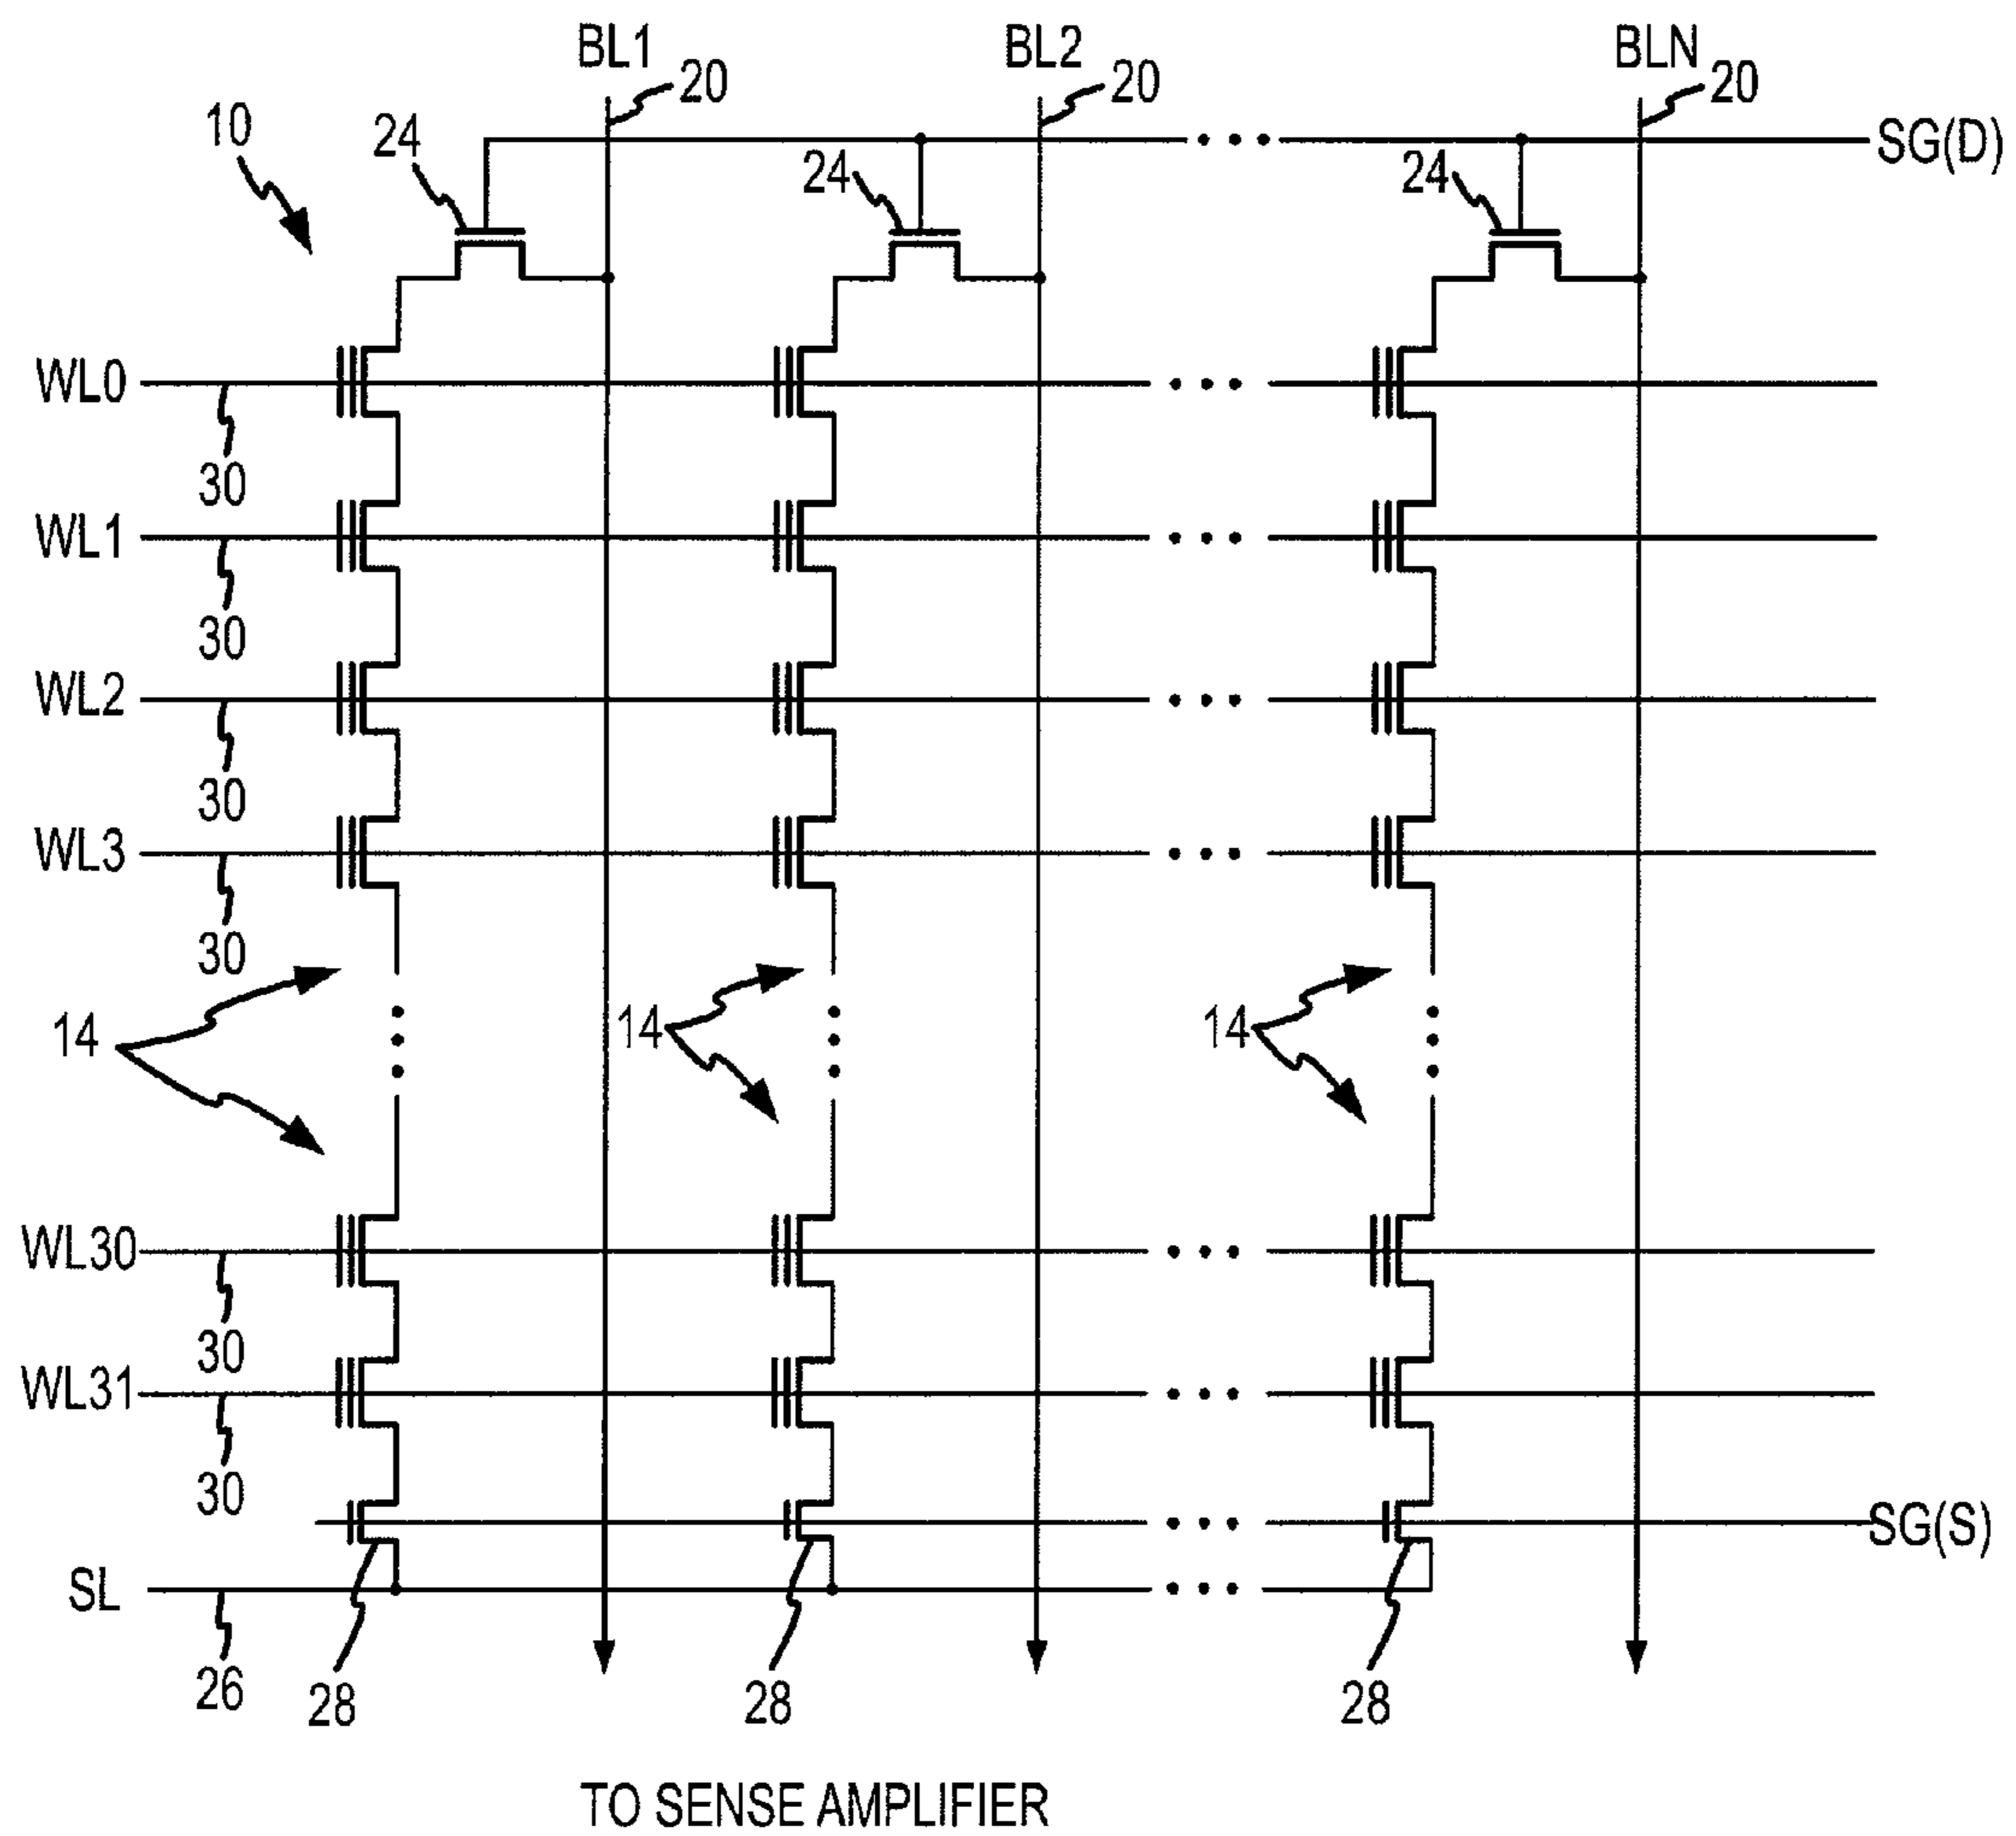 BL1 BL2 BLN
20 20 20
10 24 24 24 SG(D)
WL0
30
WL1
30
WL2
30
WL3
30
14 14 14
WL30
30
WL31
30
SG(S)
SL
26 28 28 28
TO SENSE AMPLIFIER